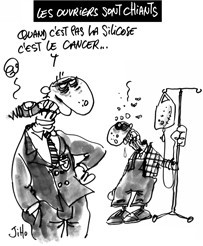 LES OUVRIERS SONT CHIANTS
QUAND C'EST PAS LA SILICOSE
C'EST LE CANCER...
JiHo